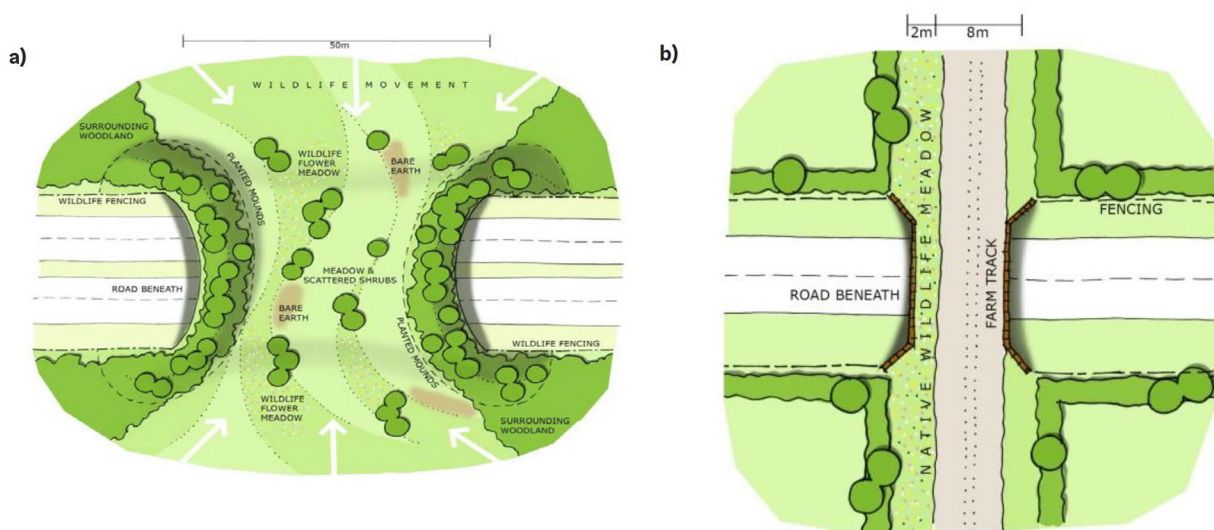 a)
50m
WILDLIFE MOVEMENT
SURROUNDING
WOODLAND
PLANTED MOUNDS
WILDLIFE
FLOWER
MEADOW
BARE
EARTH
WILDLIFE FENCING
MEADOW &
SCATTERED SHRUBS
ROAD BENEATH
BARE
EARTH
PLANTED MOUNDS
WILDLIFE FENCING
WILDLIFE
FLOWER
MEADOW
SURROUNDING
WOODLAND
b)
2m
8m
NATIVE WILDLIFE MEADOW
FENCING
ROAD BENEATH
FARM TRACK